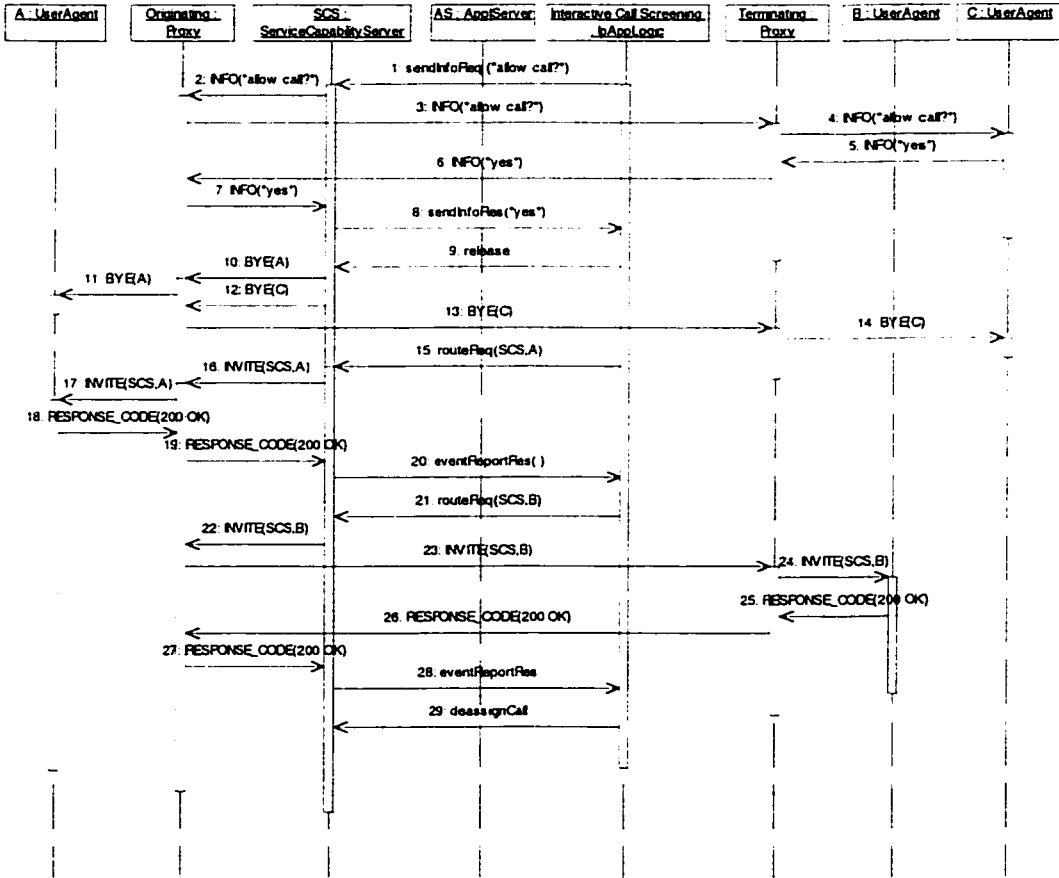 A : UserAgent
Originating :
Proxy
SCS :
ServiceCapabilityServer
AS : ApplServer
Interactive Call Screening
: IpAppLogic
Terminating :
Proxy
B : UserAgent
C : UserAgent
1: sendInfoReq("allow call?")
2: INFO("allow call?")
3: INFO("allow call?")
4: INFO("allow call?")
5. INFO("yes")
6 INFO("yes")
7 INFO("yes")
8: sendInfoRes("yes")
9. release
10: BYE(A)
11 BYE(A)
12: BYE(C)
13: BYE(C)
14 BYE(C)
15 routeReq(SCS,A)
16. INVITE(SCS,A)
17 INVITE(SCS,A)
18. RESPONSE_CODE(200 OK)
19: RESPONSE_CODE(200 OK)
20: eventReportRes( )
21: routeReq(SCS,B)
22: INVITE(SCS,B)
23: INVITE(SCS,B)
24. INVITE(SCS,B)
25. RESPONSE_CODE(200 OK)
26. RESPONSE_CODE(200 OK)
27: RESPONSE_CODE(200 OK)
28: eventReportRes
29: deassignCall